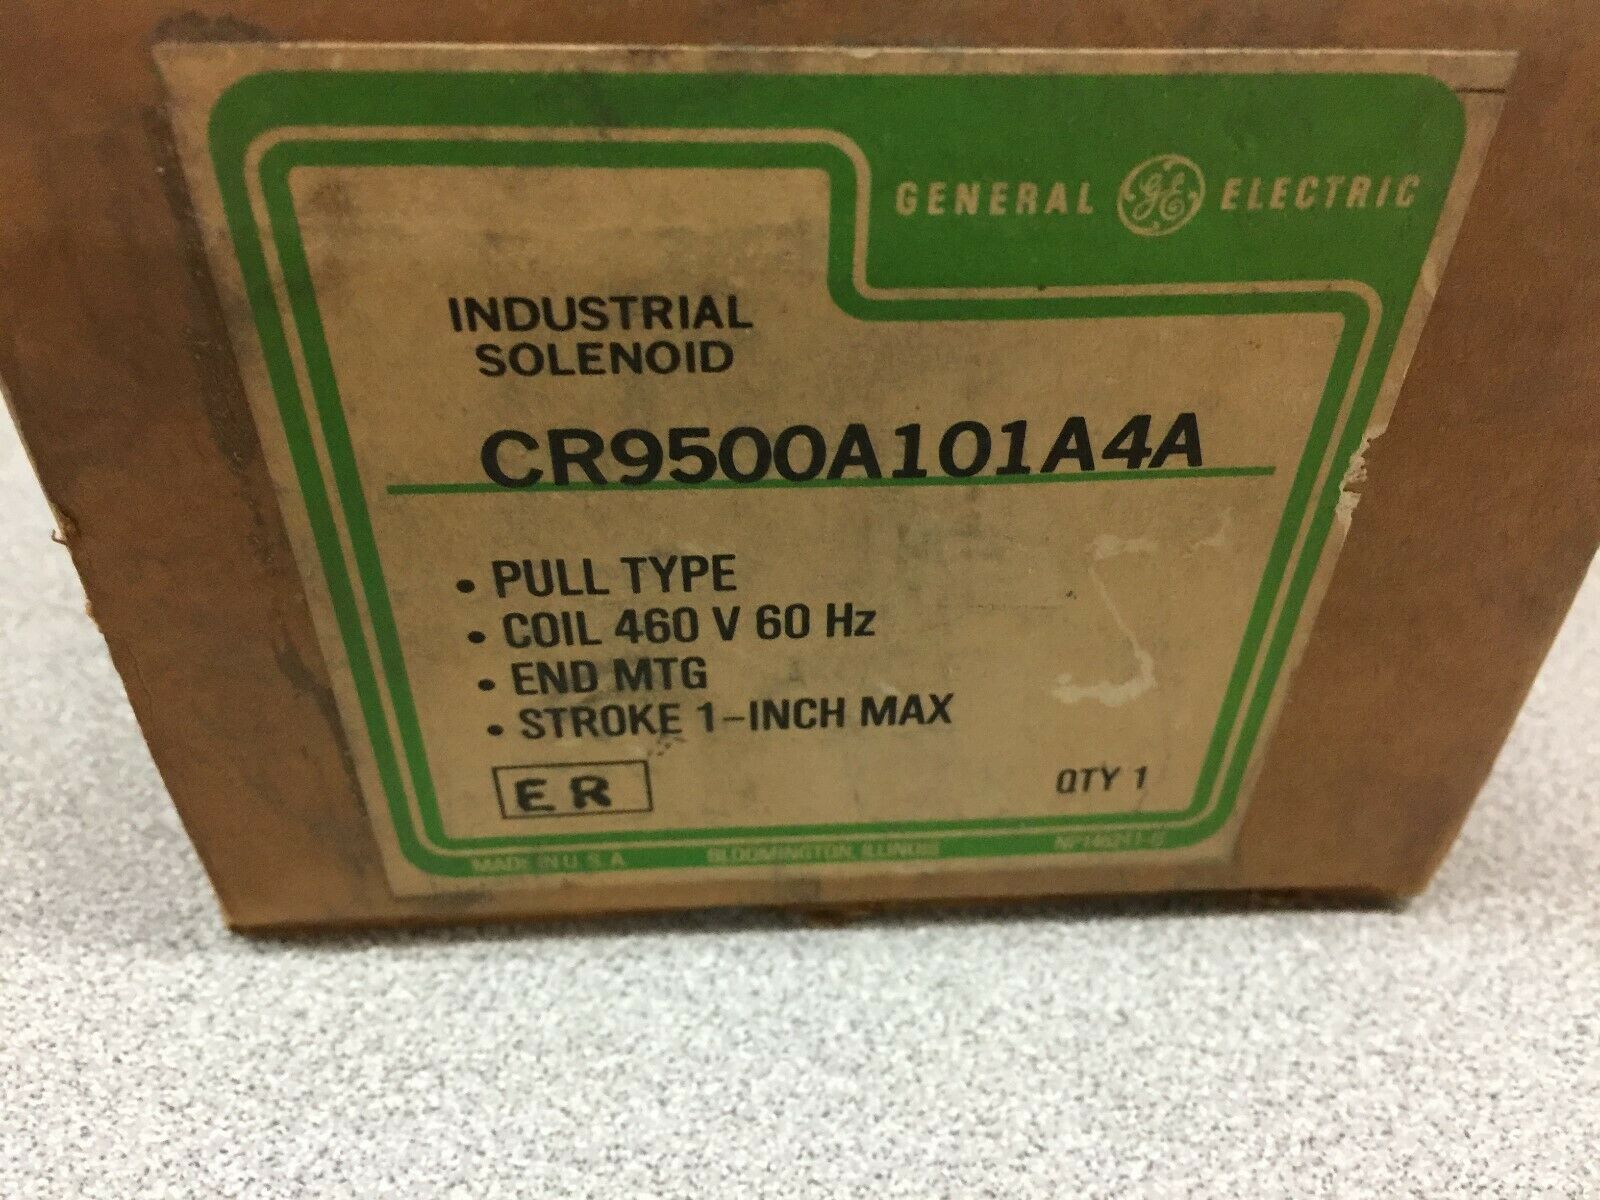 GENERAL GE ELECTRIC
INDUSTRIAL
SOLENOID
CR9500A101A4A
• PULL TYPE
• COIL 460 V 60 Hz
• END MTG
• STROKE 1-INCH MAX
ER
QTY 1
MADE IN U.S.A. BLOOMINGTON, ILLINOIS